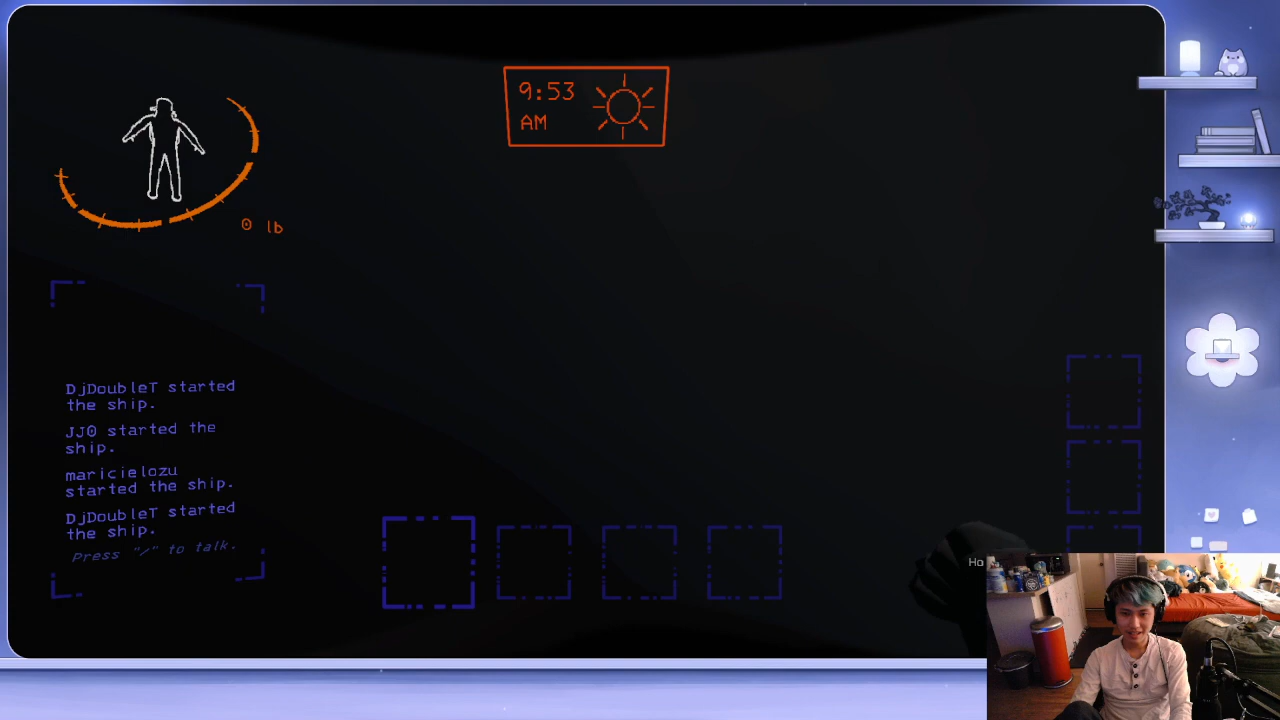 9:53
AM
0 lb
DjDoubleT started
the ship.
JJ0 started the
ship.
maricielozu
started the ship.
DjDoubleT started
the ship.
Press "/" to talk.
Ho